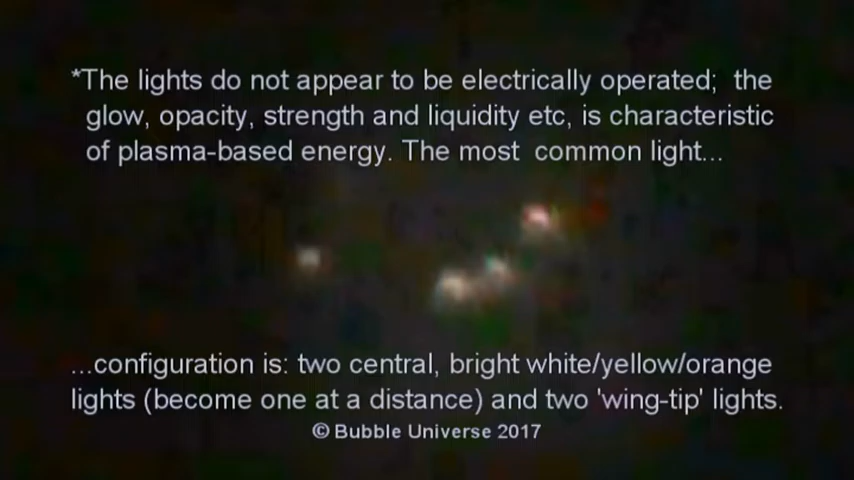 *The lights do not appear to be electrically operated;  the
glow, opacity, strength and liquidity etc, is characteristic
of plasma-based energy. The most  common light...
...configuration is: two central, bright white/yellow/orange
lights (become one at a distance) and two 'wing-tip' lights.
© Bubble Universe 2017